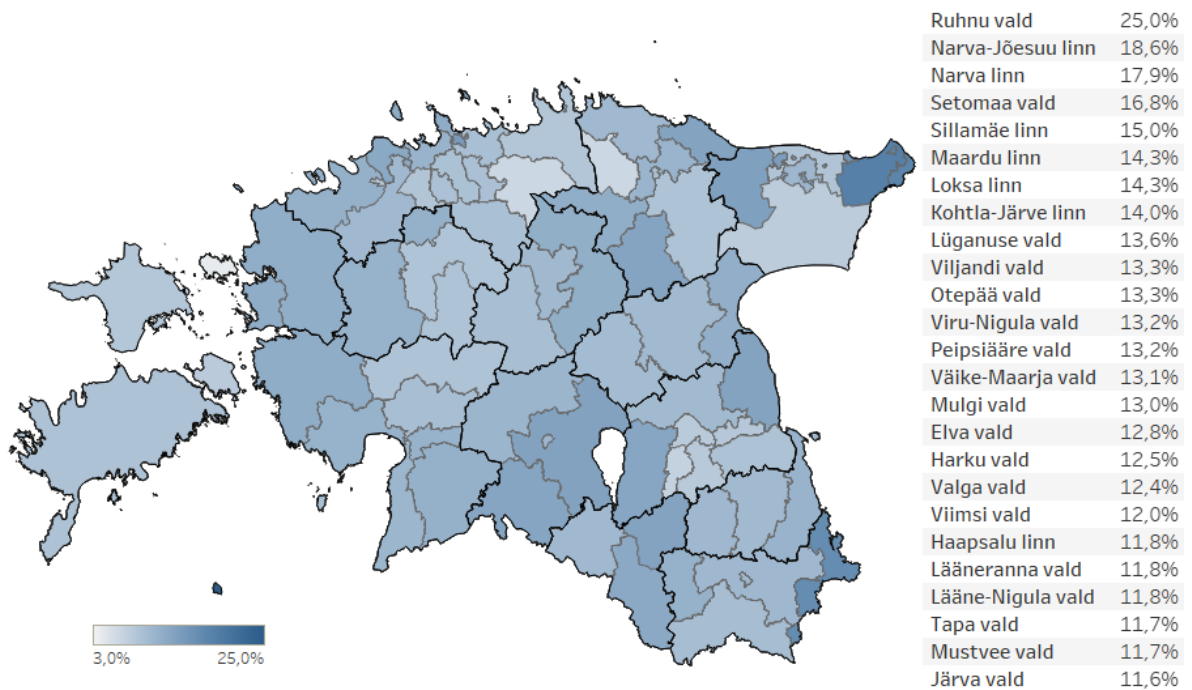 Ruhnu vald 25,0%
Narva-Jõesuu linn 18,6%
Narva linn 17,9%
Setomaa vald 16,8%
Sillamäe linn 15,0%
Maardu linn 14,3%
Loksa linn 14,3%
Kohtla-Järve linn 14,0%
Lüganuse vald 13,6%
Viljandi vald 13,3%
Otepää vald 13,3%
Viru-Nigula vald 13,2%
Peipsiääre vald 13,2%
Väike-Maarja vald 13,1%
Mulgi vald 13,0%
Elva vald 12,8%
Harku vald 12,5%
Valga vald 12,4%
Viimsi vald 12,0%
Haapsalu linn 11,8%
Lääneranna vald 11,8%
Lääne-Nigula vald 11,8%
Tapa vald 11,7%
Mustvee vald 11,7%
Järva vald 11,6%
3,0% 25,0%